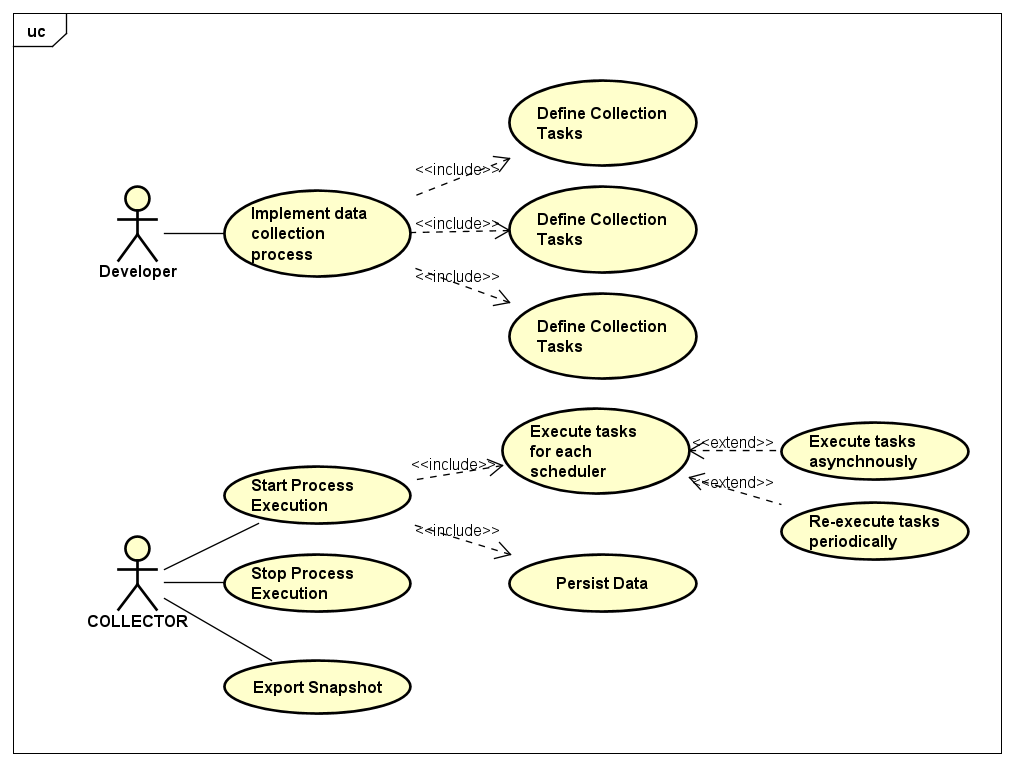 uc
Define Collection
Tasks
<<include>>
Implement data
collection
process
<<include>>
Define Collection
Tasks
Developer
<<include>>
Define Collection
Tasks
Execute tasks
for each
scheduler
<<extend>>
Execute tasks
asynchnously
<<include>>
<<extend>>
Start Process
Execution
Re-execute tasks
periodically
<<include>>
Stop Process
Execution
Persist Data
COLLECTOR
Export Snapshot